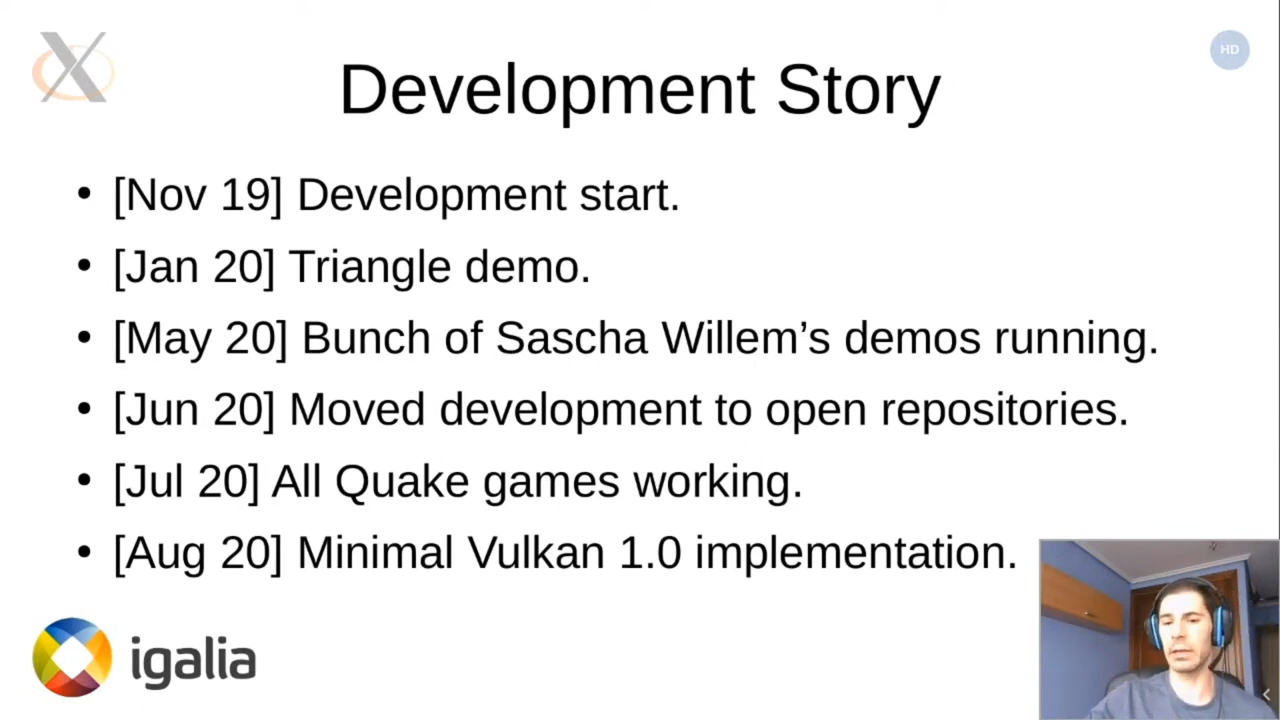 HD
Development Story
• [Nov 19] Development start.
• [Jan 20] Triangle demo.
• [May 20] Bunch of Sascha Willem’s demos running.
• [Jun 20] Moved development to open repositories.
• [Jul 20] All Quake games working.
• [Aug 20] Minimal Vulkan 1.0 implementation.
igalia